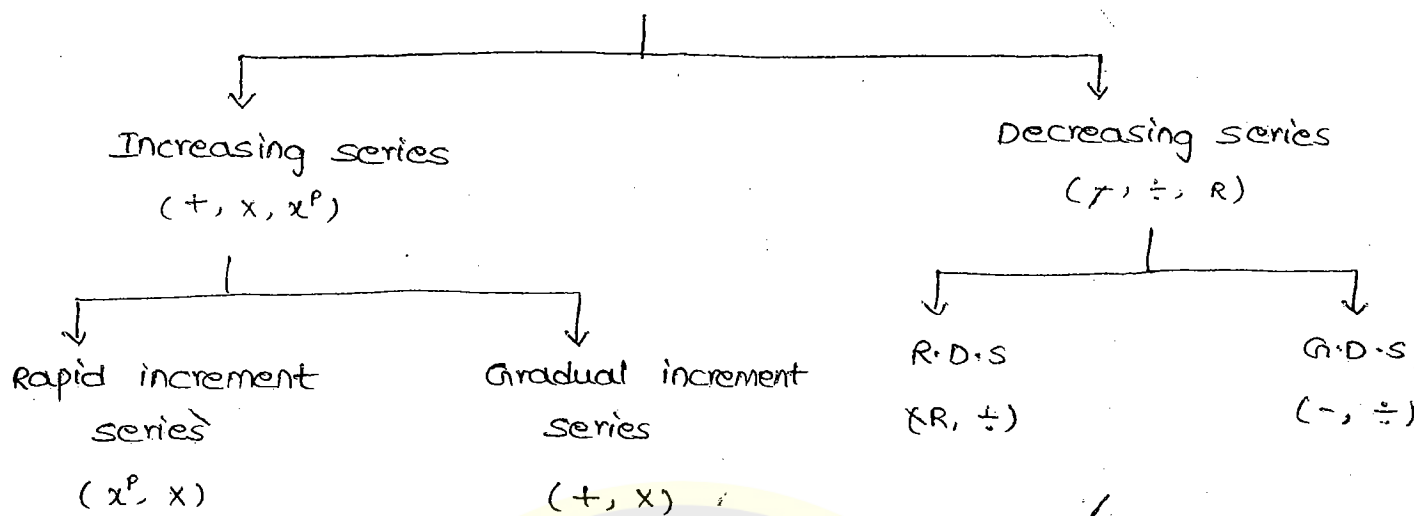 Increasing series
(+, x, x^P)
Decreasing series
(-, ÷, R)
Rapid increment
series
(x^P, x)
Gradual increment
series
(+, x)
R.D.S
(R, ÷)
G.D.S
(-, ÷)